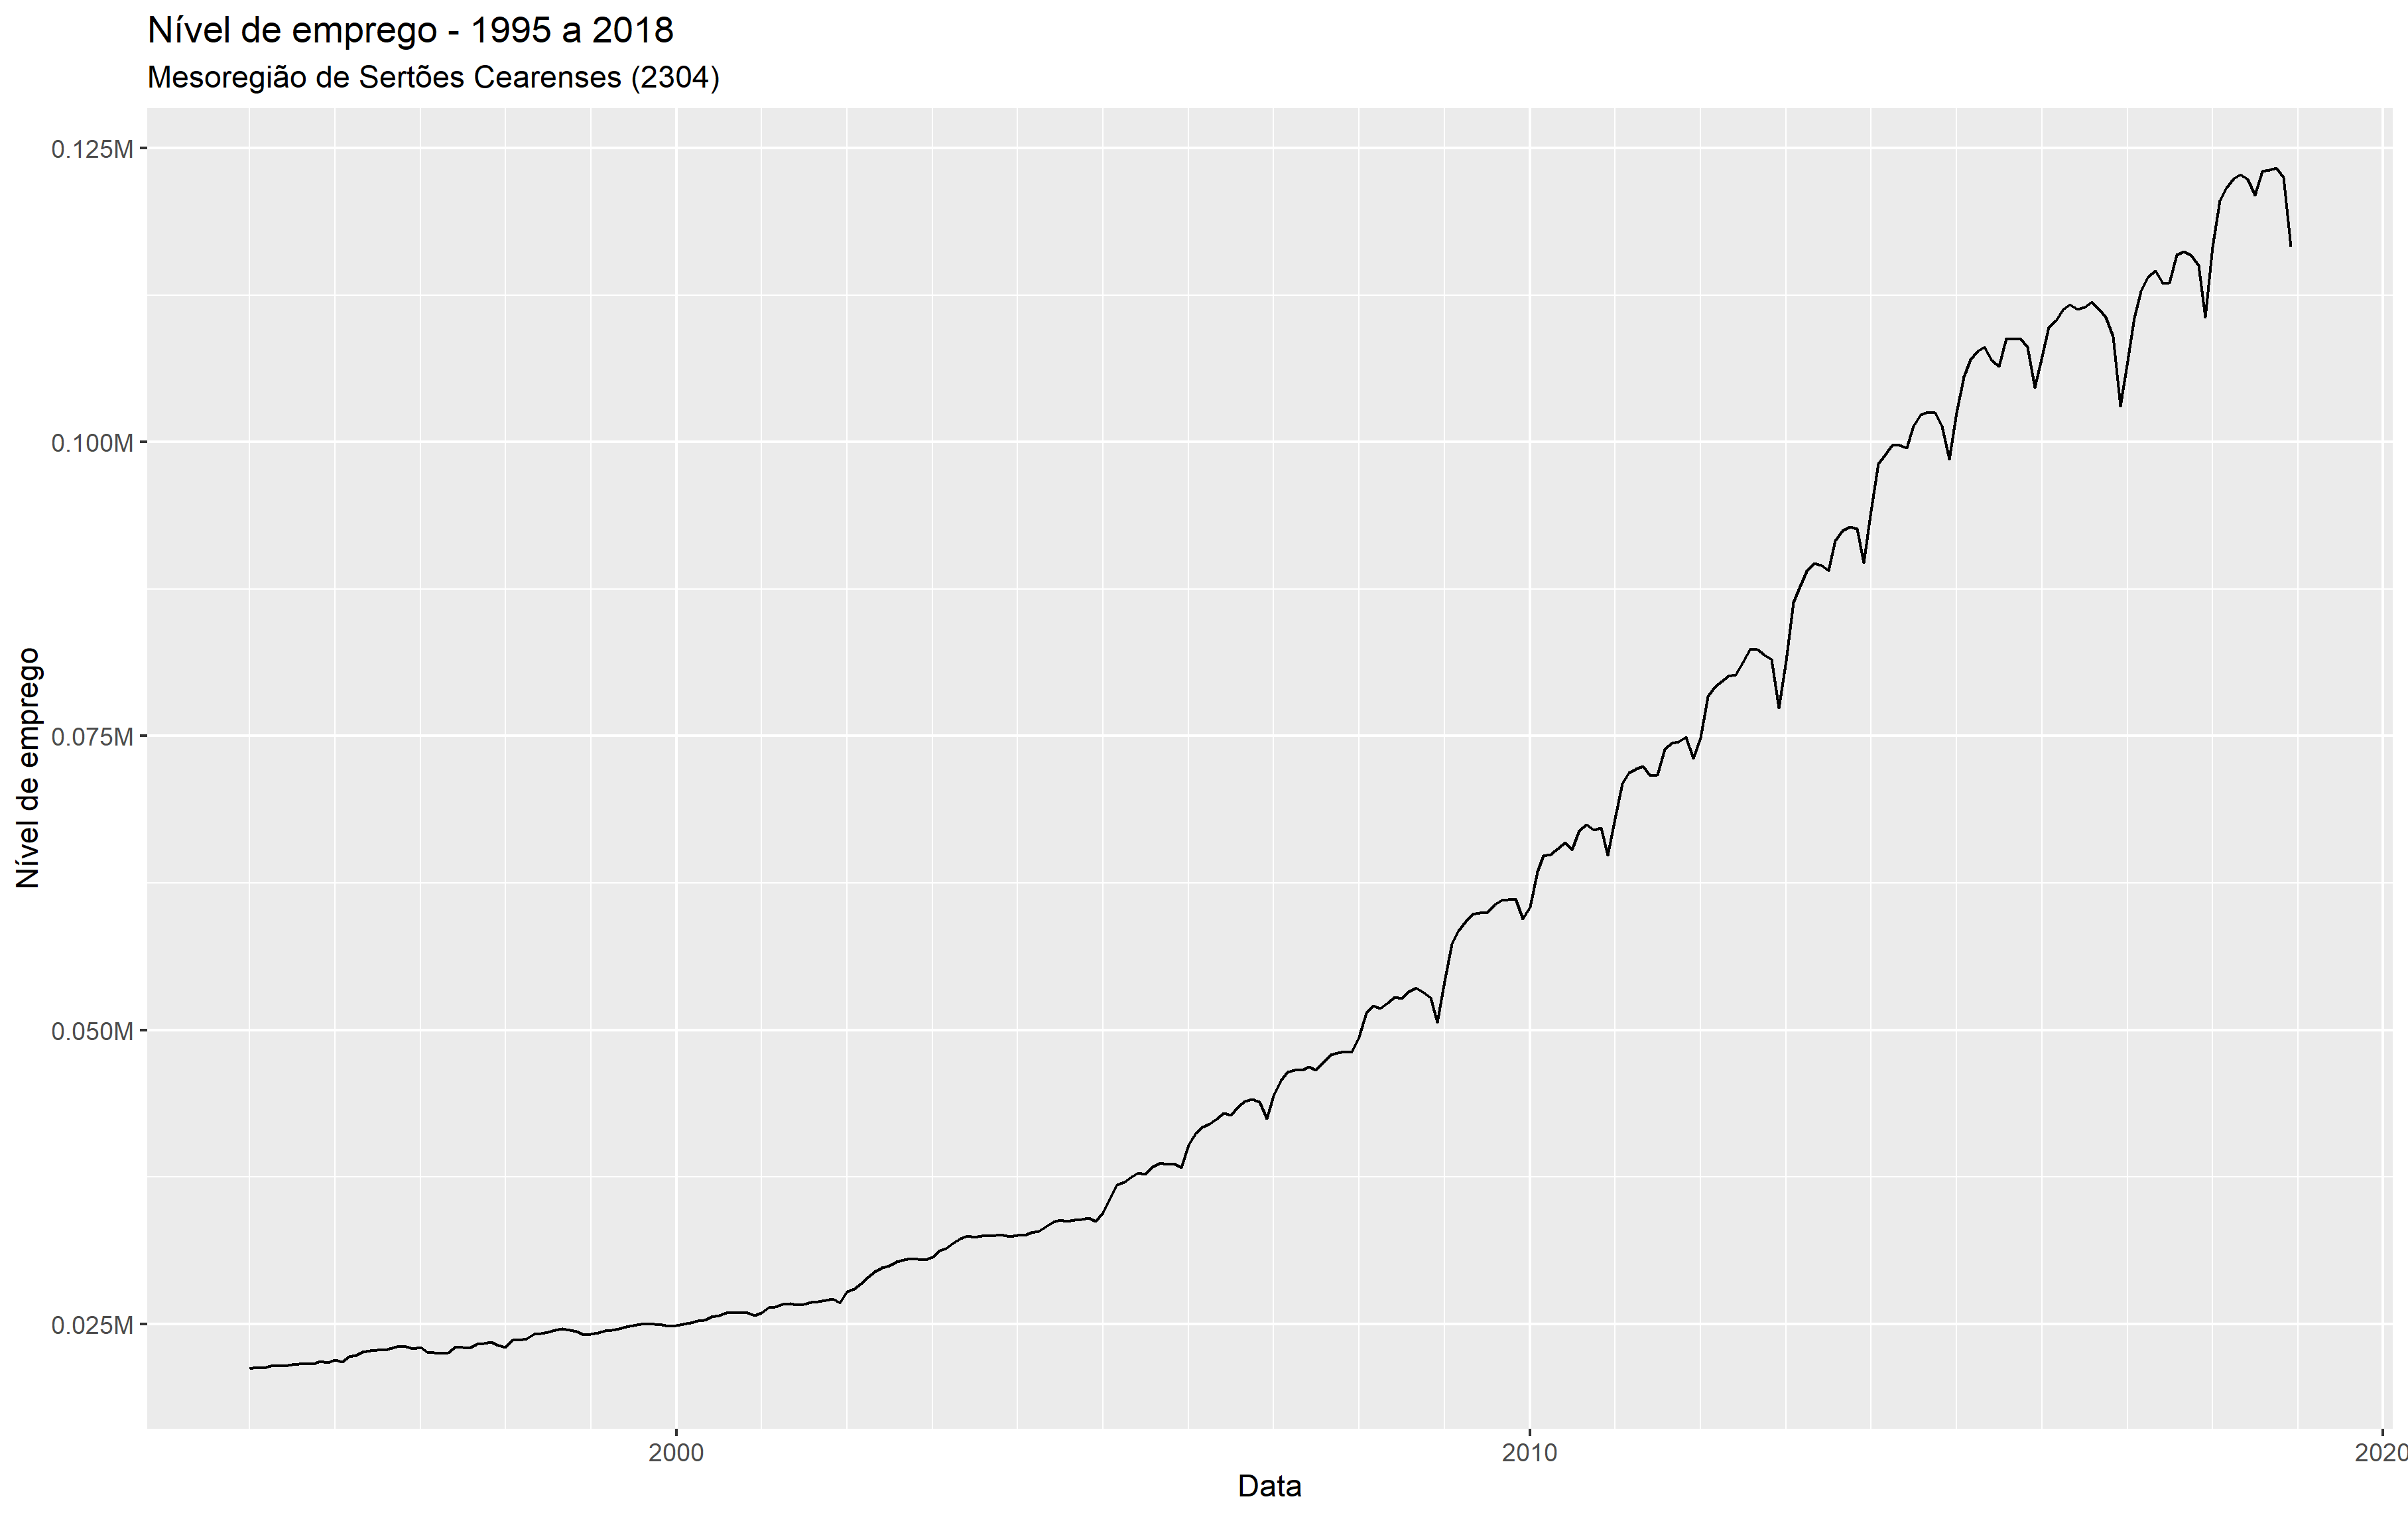 Nível de emprego - 1995 a 2018
Mesoregião de Sertões Cearenses (2304)
Nível de emprego
0.125M
0.100M
0.075M
0.050M
0.025M
2000
2010
2020
Data